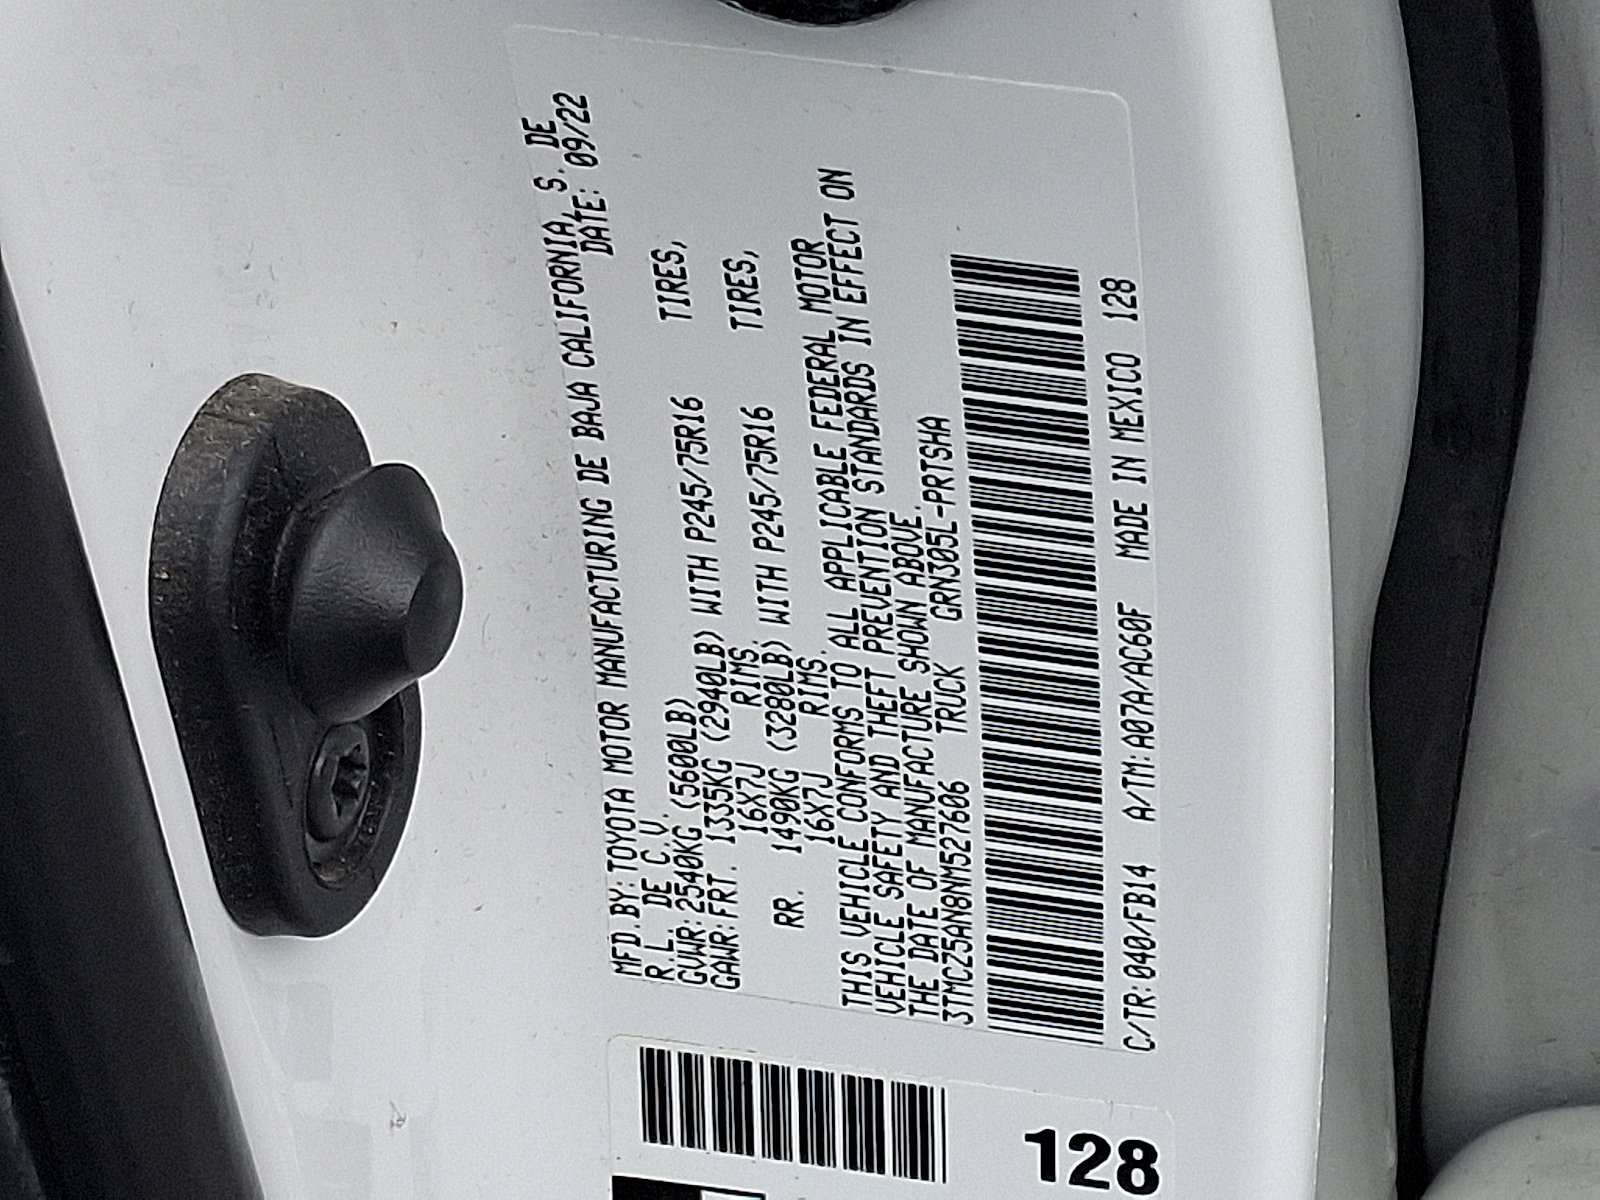 MFD.BY:TOYOTA MOTOR MANUFACTURING DE BAJA CALIFORNIA, S. DE
R.L. DE C.V. DATE: 09/22
GVWR:2540KG (5600LB)
GAWR:FRT. 1335KG (2940LB) WITH P245/75R16 TIRES,
16X7J RIMS.
RR. 1490KG (3280LB) WITH P245/75R16 TIRES,
16X7J RIMS.
THIS VEHICLE CONFORMS TO ALL APPLICABLE FEDERAL MOTOR
VEHICLE SAFETY AND THEFT PREVENTION STANDARDS IN EFFECT ON
THE DATE OF MANUFACTURE SHOWN ABOVE.
3TMCZ5AN8NM527606 TRUCK GRN305L-PRTSHA
C/TR:040/FB14 A/TM:A07A/AC60F MADE IN MEXICO 128
128